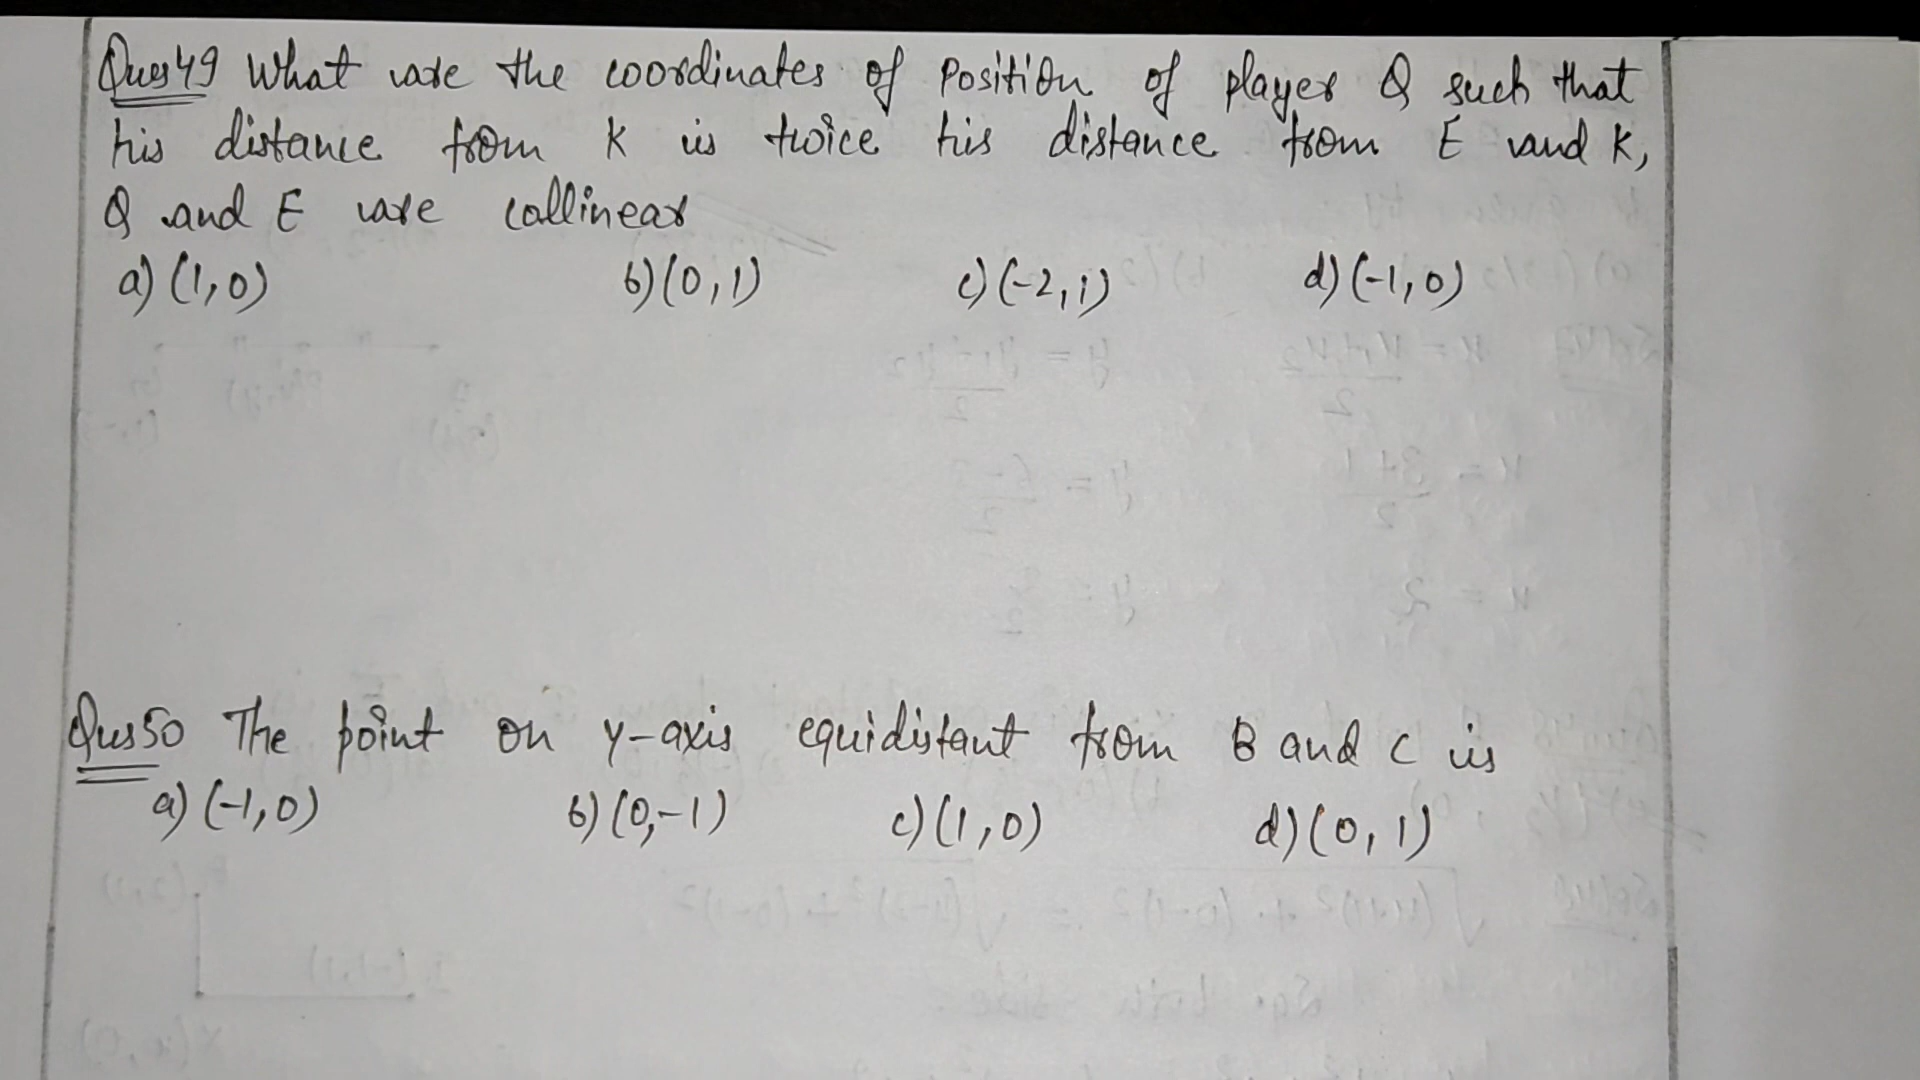 Ques 49 What are the coordinates of Position of player Q such that
his distance from K is twice his distance from E and K,
Q and E are collinear
a) (1,0) b) (0,1) c) (-2,1) d) (-1,0)
Ques 50 The point on y-axis equidistant from B and C is
a) (-1,0) b) (0,-1) c) (1,0) d) (0,1)